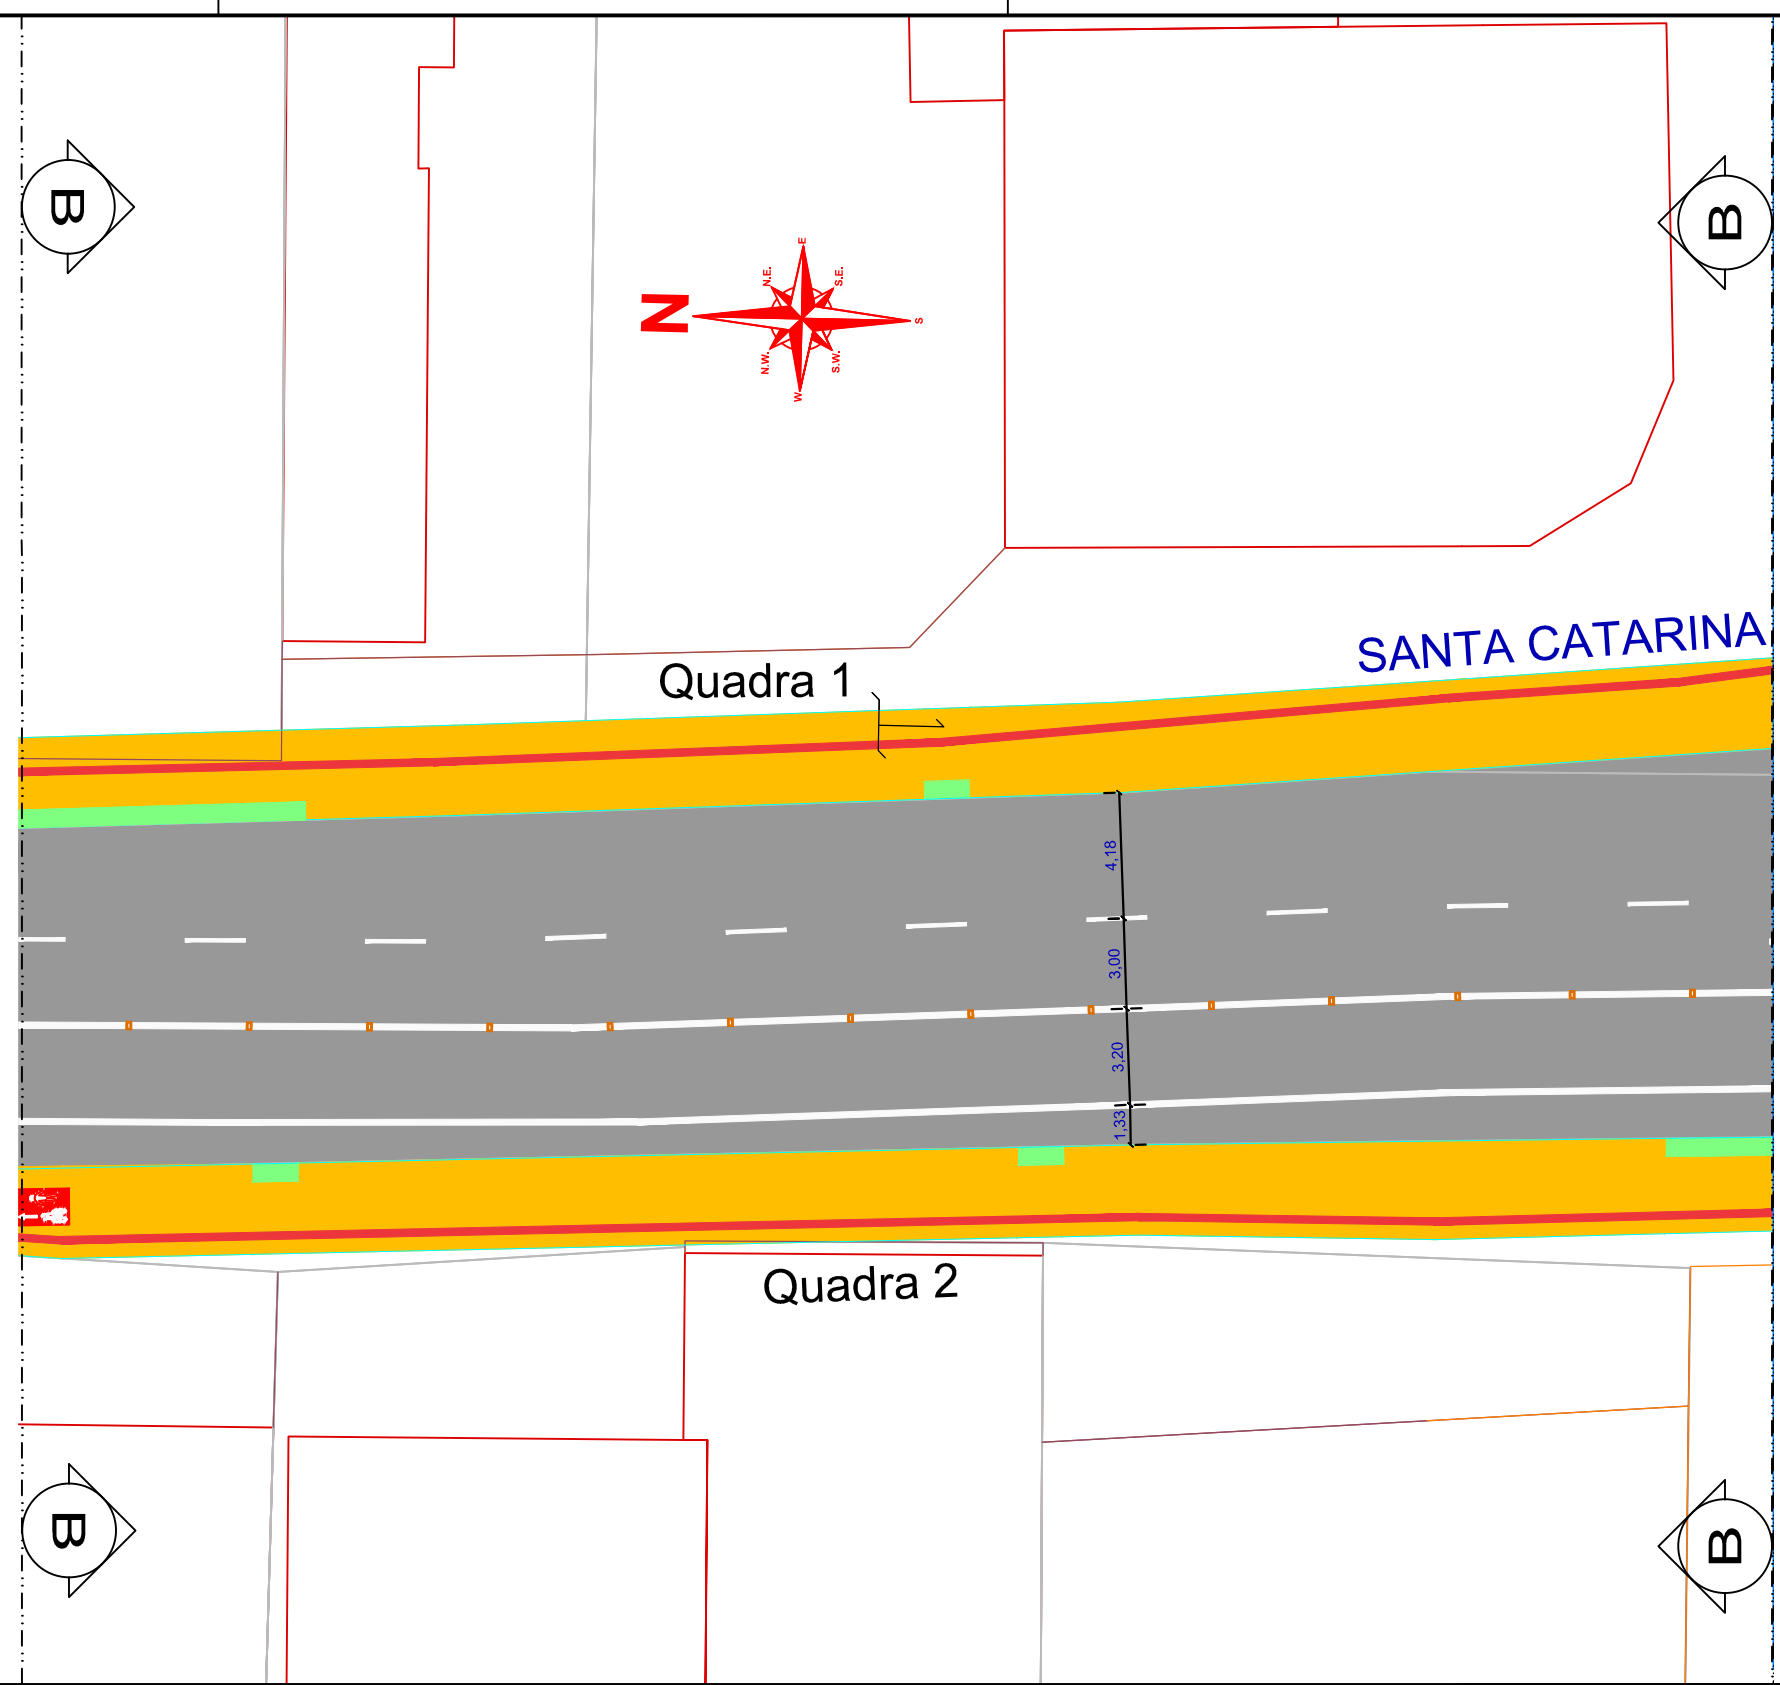 B
B
E
N.E.
S.E.
N
S
N.W.
S.W.
W
SANTA CATARINA
Quadra 1
4,18
3,00
3,20
1,33
Quadra 2
B
B